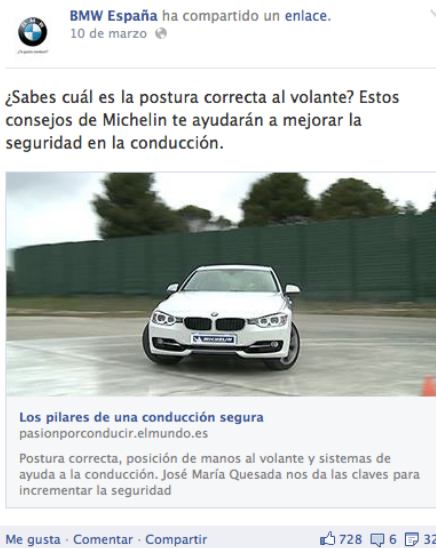 BMW España ha compartido un enlace.
10 de marzo
¿Sabes cuál es la postura correcta al volante? Estos
consejos de Michelin te ayudarán a mejorar la
seguridad en la conducción.
MICHELIN
Los pilares de una conducción segura
pasionporconducir.elmundo.es
Postura correcta, posición de manos al volante y sistemas de
ayuda a la conducción. José María Quesada nos da las claves para
incrementar la seguridad
Me gusta · Comentar · Compartir 728 6 32